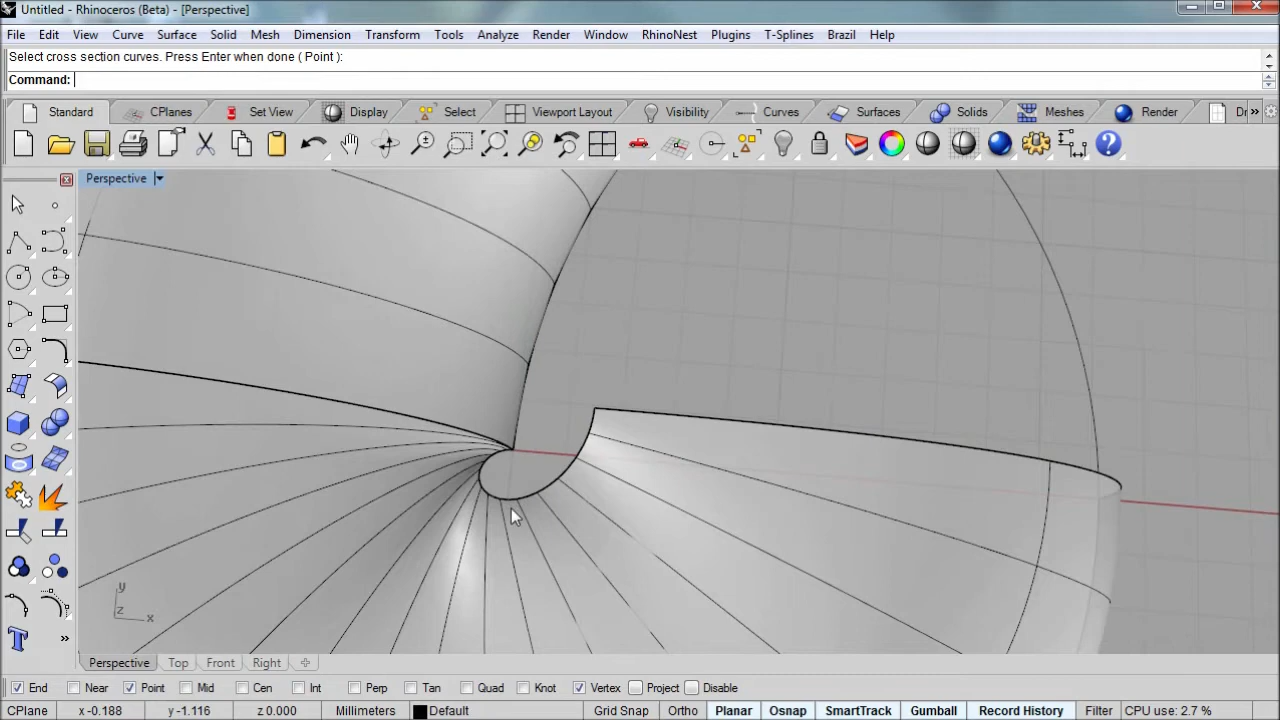 Untitled - Rhinoceros (Beta) - [Perspective]
File Edit View Curve Surface Solid Mesh Dimension Transform Tools Analyze Render Window RhinoNest Plugins T-Splines Brazil Help
Select cross section curves. Press Enter when done ( Point ):
Command:
Standard CPlanes Set View Display Select Viewport Layout Visibility Curves Surfaces Solids Meshes Render Dr »
Perspective
y
z x
Perspective Top Front Right
End Near Point Mid Cen Int Perp Tan Quad Knot Vertex Project Disable
CPlane x -0.188 y -1.116 z 0.000 Millimeters Default Grid Snap Ortho Planar Osnap SmartTrack Gumball Record History Filter CPU use: 2.7 %